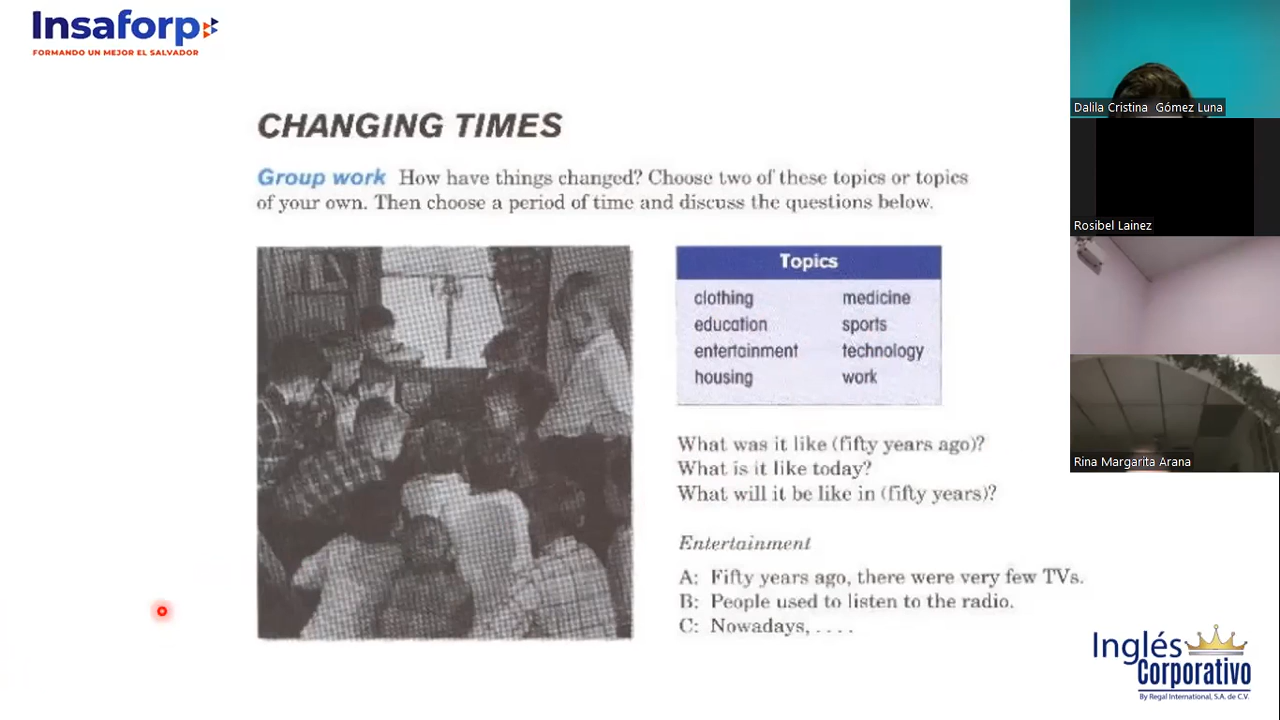 Insaforp
FORMANDO UN MEJOR EL SALVADOR
CHANGING TIMES
Group work How have things changed? Choose two of these topics or topics
of your own. Then choose a period of time and discuss the questions below.
Topics
clothing medicine
education sports
entertainment technology
housing work
What was it like (fifty years ago)?
What is it like today?
What will it be like in (fifty years)?
Entertainment
A: Fifty years ago, there were very few TVs.
B: People used to listen to the radio.
C: Nowadays, . . . .
Dalila Cristina Gómez Luna
Rosibel Lainez
Rina Margarita Arana
Inglés
Corporativo
By Regal International, S.A. de C.V.